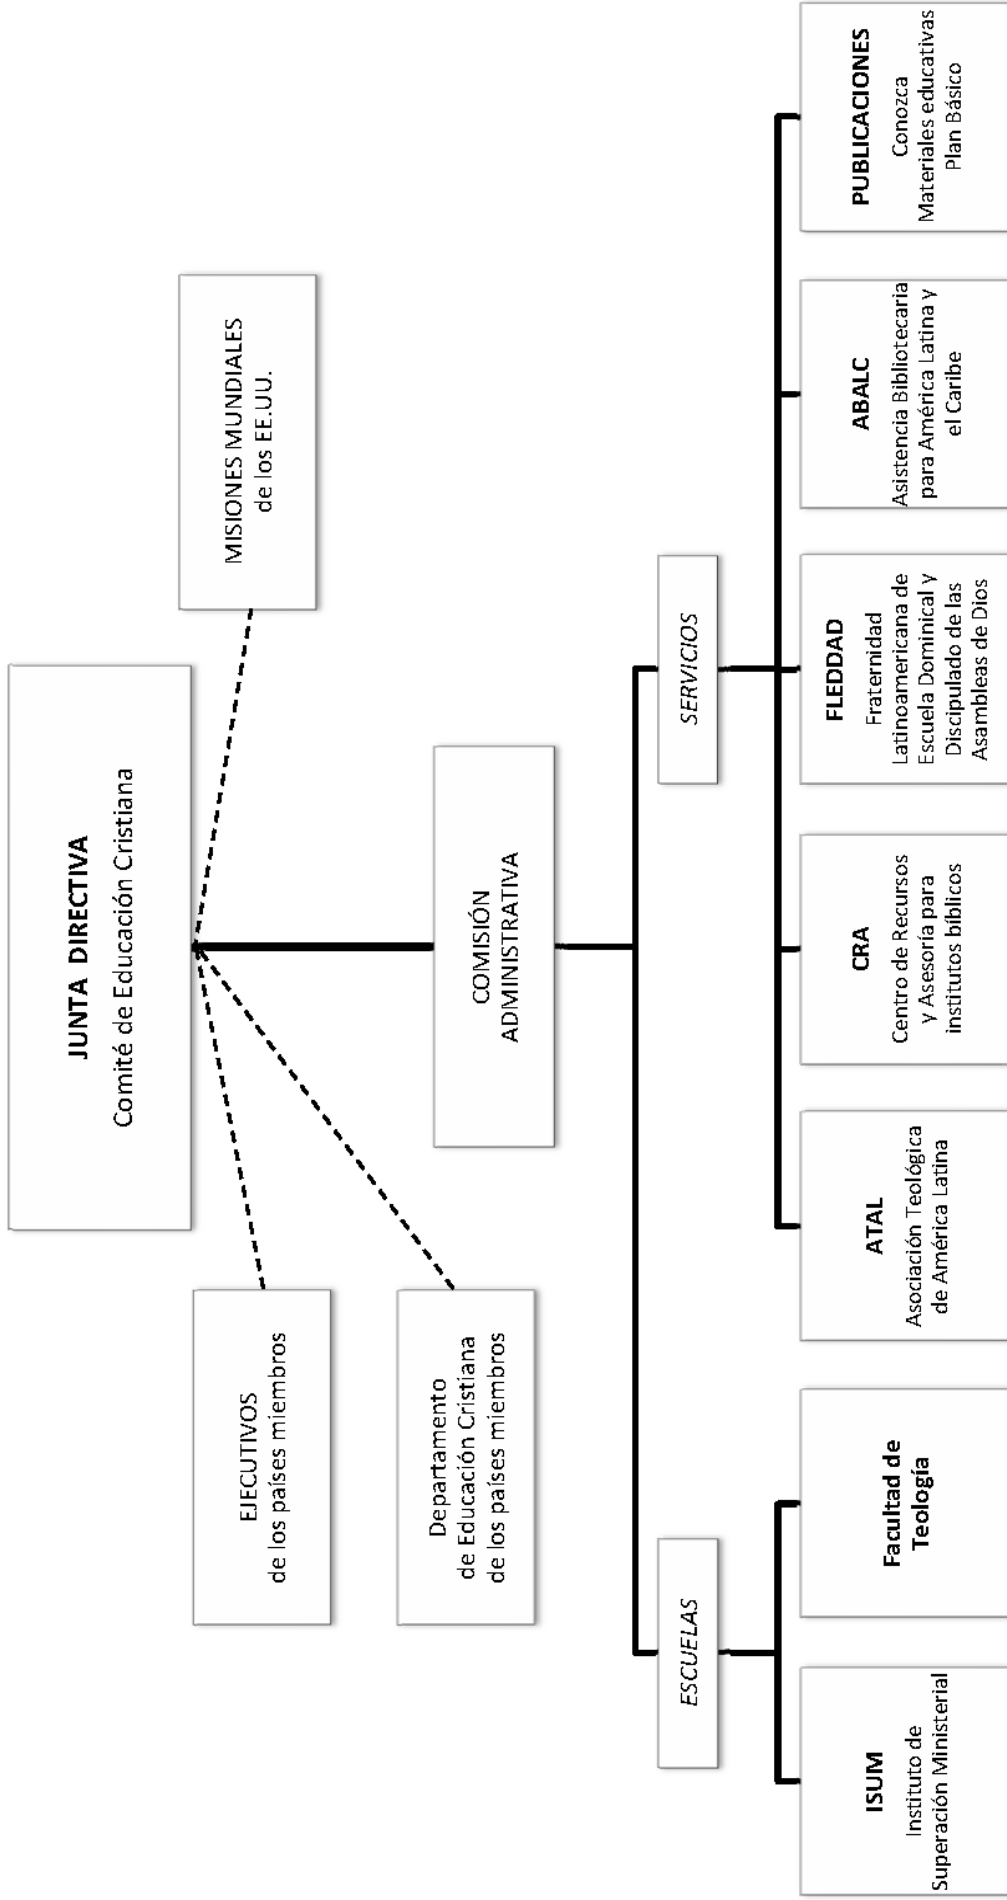 JUNTA DIRECTIVA
Comité de Educación Cristiana
MISIONES MUNDIALES
de los EE.UU.
EJECUTIVOS
de los países miembros
Departamento
de Educación Cristiana
de los países miembros
COMISIÓN
ADMINISTRATIVA
ESCUELAS
SERVICIOS
ISUM
Instituto de
Superación Ministerial
Facultad de
Teología
ATAL
Asociación Teológica
de América Latina
CRA
Centro de Recursos
y Asesoría para
institutos bíblicos
FLEDDAD
Fraternidad
Latinoamericana de
Escuela Dominical y
Discipulado de las
Asambleas de Dios
ABALC
Asistencia Bibliotecaria
para América Latina y
el Caribe
PUBLICACIONES
Conozca
Materiales educativas
Plan Básico